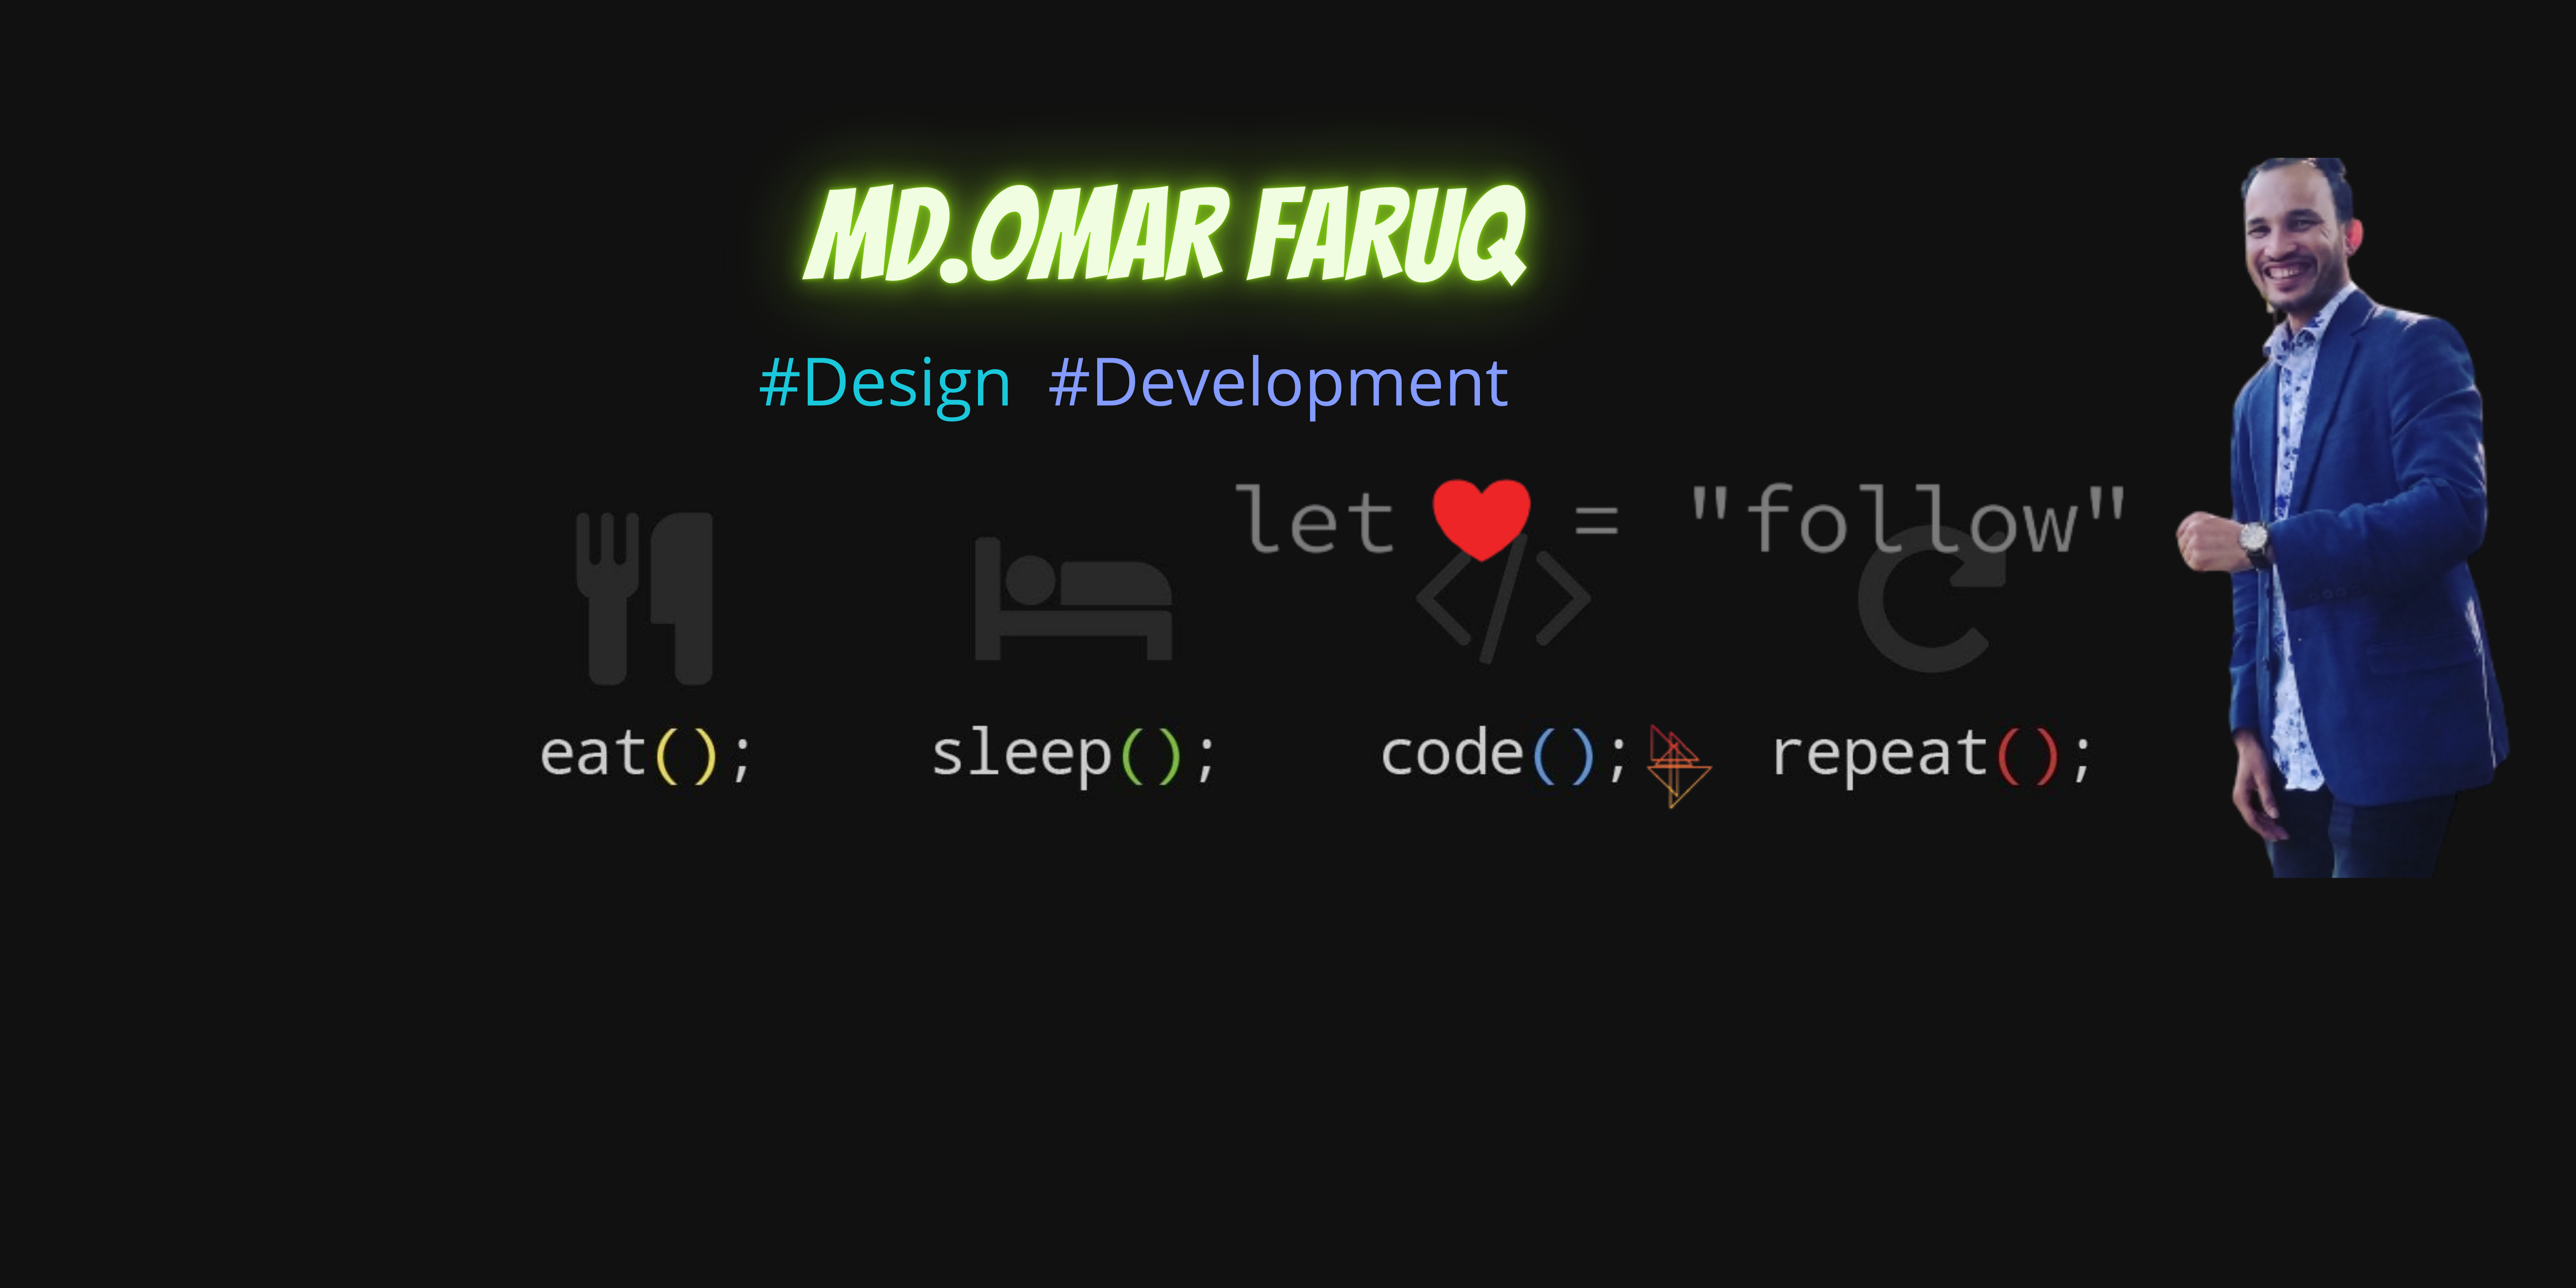 MD.OMAR FARUQ
#Design #Development
let ❤ = "follow"
eat(); sleep(); code(); repeat();